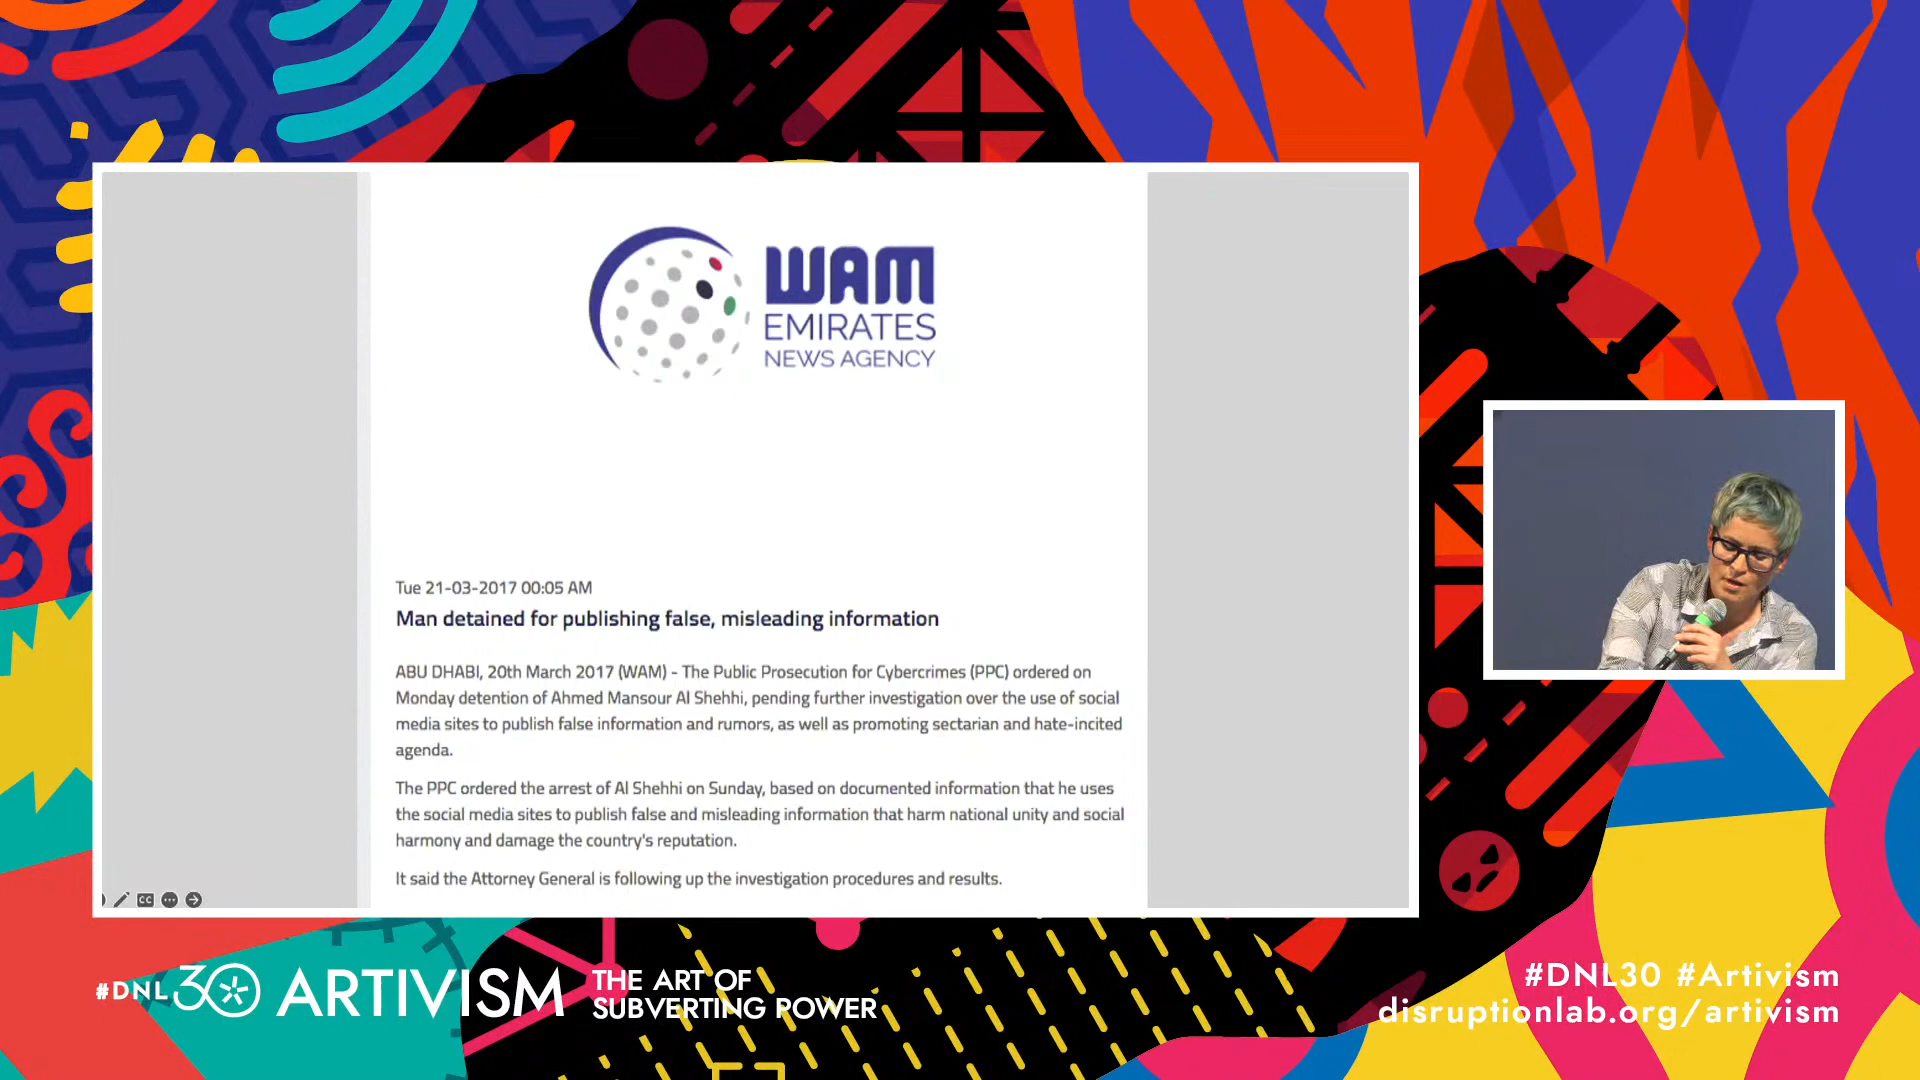 WAM
EMIRATES
NEWS AGENCY
Tue 21-03-2017 00:05 AM
Man detained for publishing false, misleading information
ABU DHABI, 20th March 2017 (WAM) - The Public Prosecution for Cybercrimes (PPC) ordered on
Monday detention of Ahmed Mansour Al Shehhi, pending further investigation over the use of social
media sites to publish false information and rumors, as well as promoting sectarian and hate-incited
agenda.
The PPC ordered the arrest of Al Shehhi on Sunday, based on documented information that he uses
the social media sites to publish false and misleading information that harm national unity and social
harmony and damage the country's reputation.
It said the Attorney General is following up the investigation procedures and results.
CC
#DNL30 ARTIVISM
THE ART OF
SUBVERTING POWER
#DNL30 #Artivism
disruptionlab.org/artivism